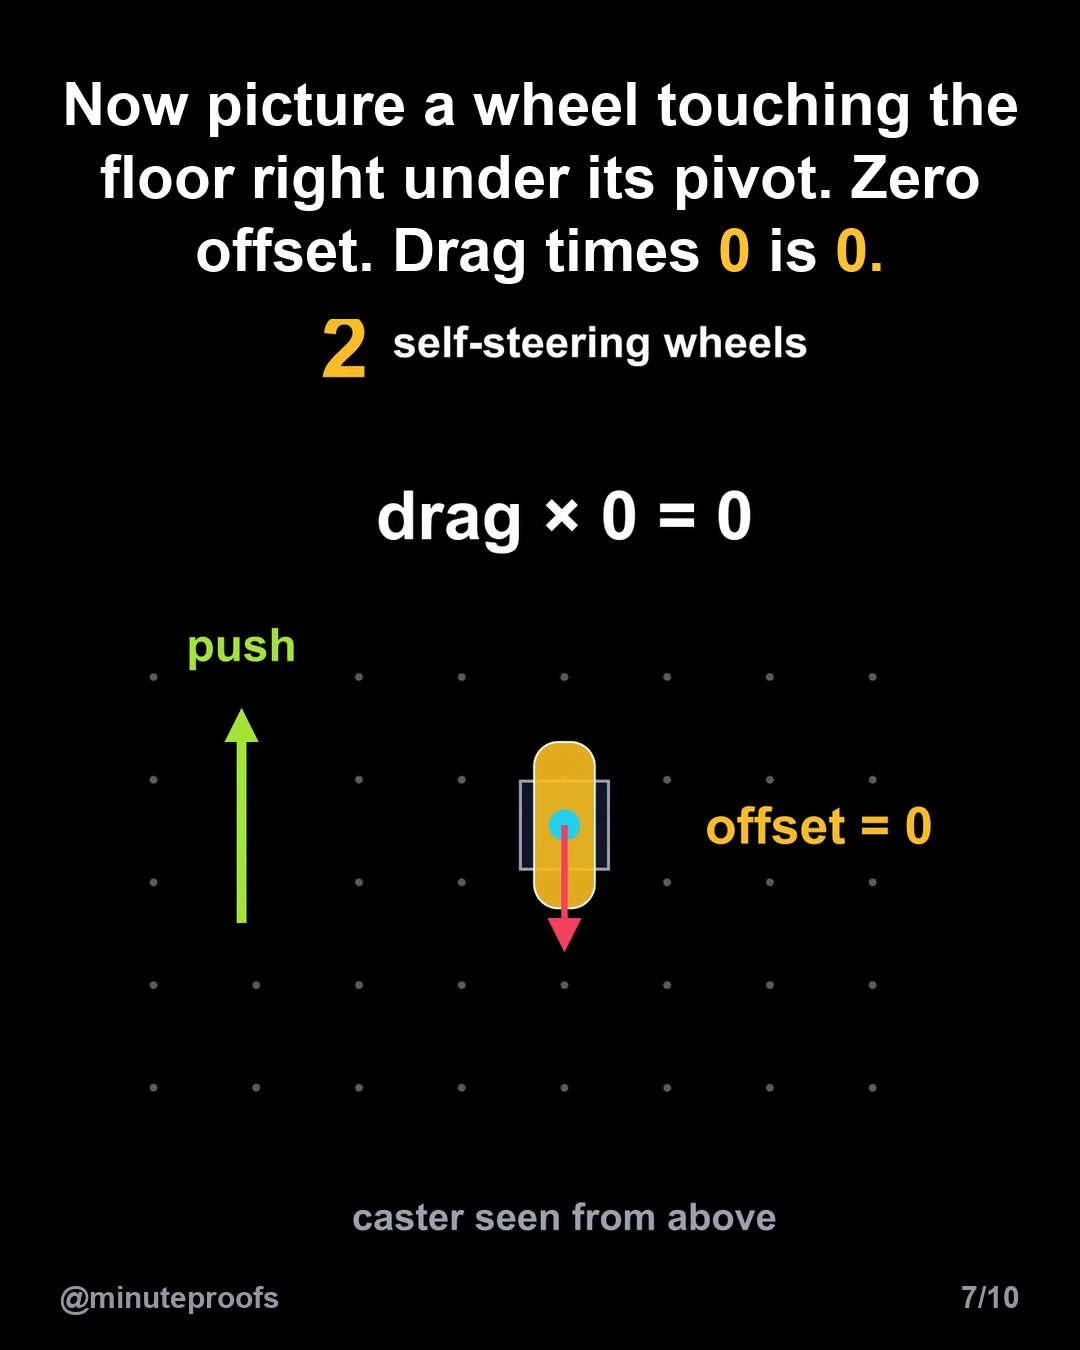 Now picture a wheel touching the
floor right under its pivot. Zero
offset. Drag times 0 is 0.
2 self-steering wheels
drag × 0 = 0
push
offset = 0
caster seen from above
@minuteproofs
7/10